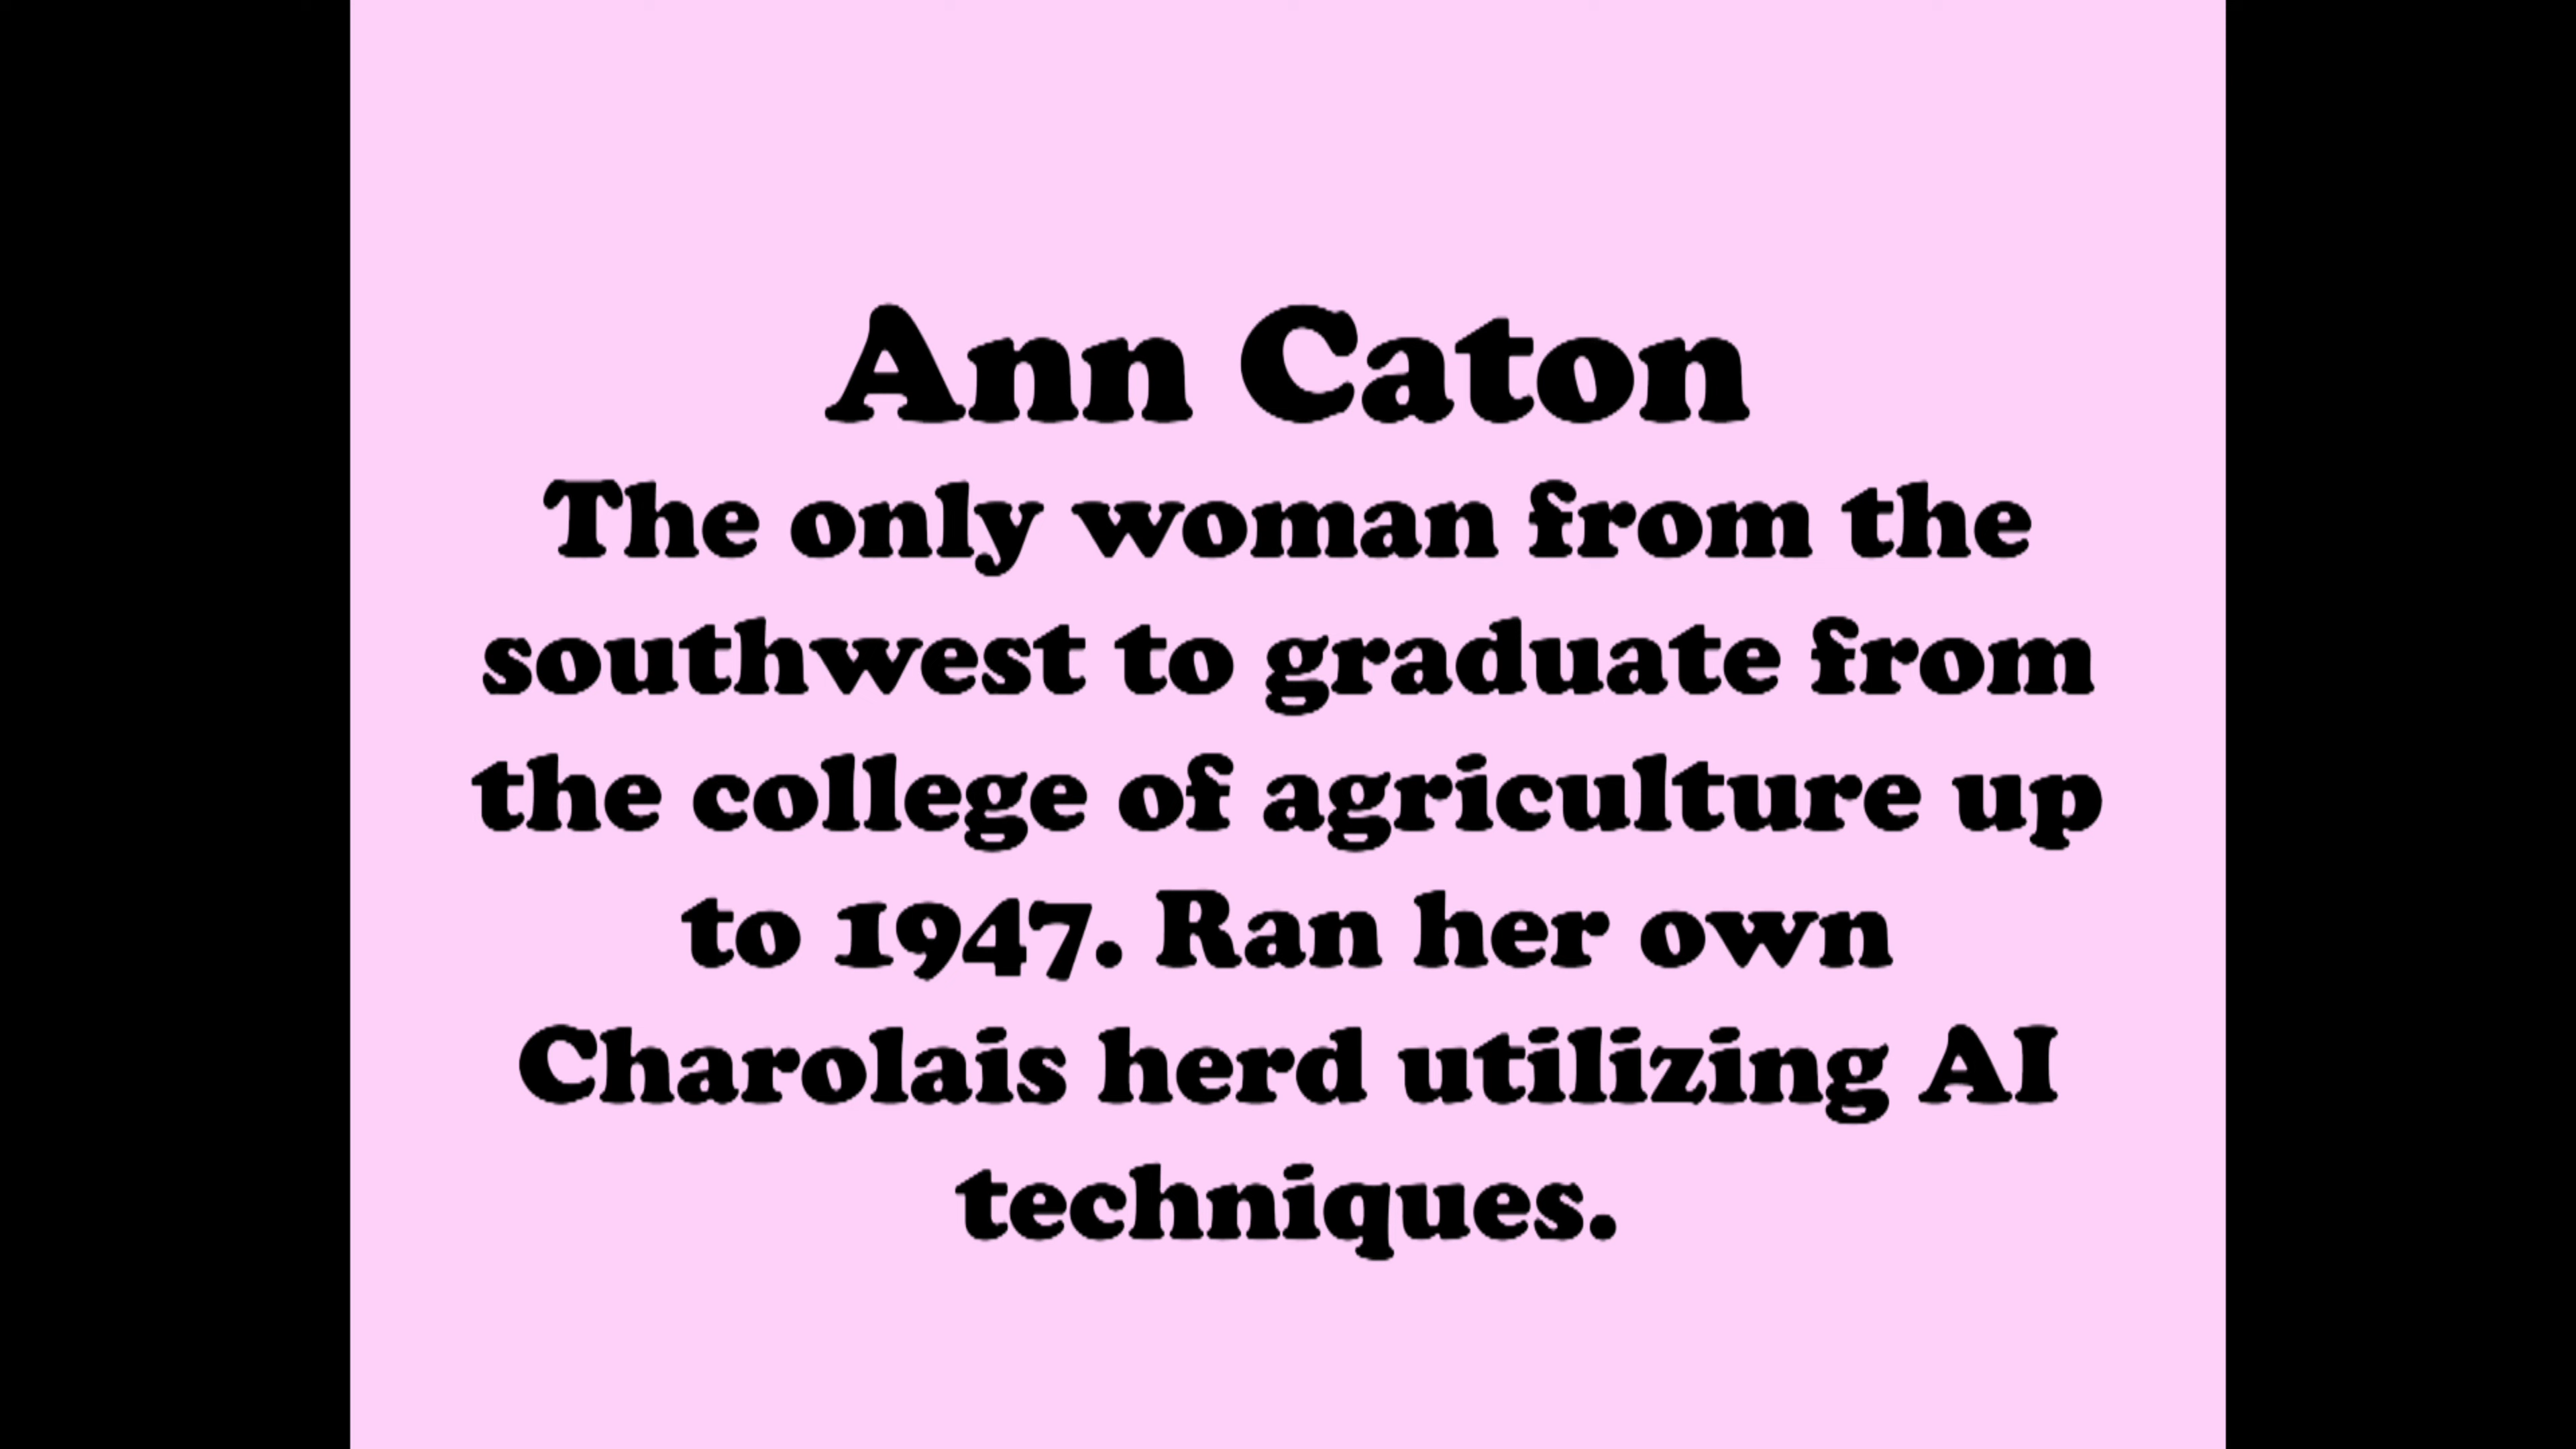 Ann Caton
The only woman from the
southwest to graduate from
the college of agriculture up
to 1947. Ran her own
Charolais herd utilizing AI
techniques.